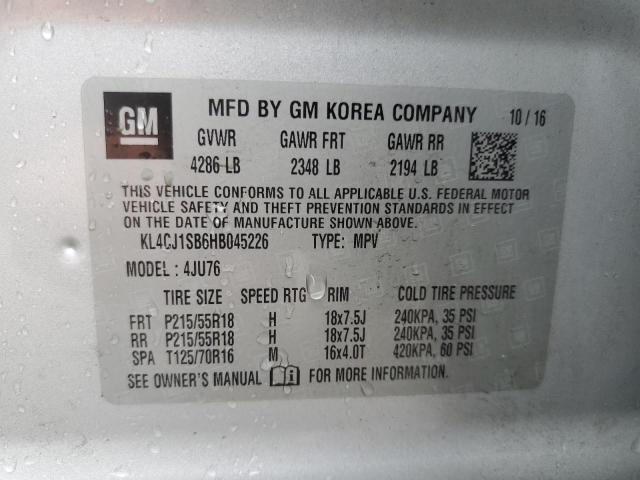 GM
MFD BY GM KOREA COMPANY 10 / 16
GVWR GAWR FRT GAWR RR
4286 LB 2348 LB 2194 LB
THIS VEHICLE CONFORMS TO ALL APPLICABLE U.S. FEDERAL MOTOR
VEHICLE SAFETY AND THEFT PREVENTION STANDARDS IN EFFECT
ON THE DATE OF MANUFACTURE SHOWN ABOVE.
KL4CJ1SB6HB045226 TYPE: MPV
MODEL : 4JU76
TIRE SIZE SPEED RTG RIM COLD TIRE PRESSURE
FRT P215/55R18 H 18x7.5J 240KPA, 35 PSI
RR P215/55R18 H 18x7.5J 240KPA, 35 PSI
SPA T125/70R16 M 16x4.0T 420KPA, 60 PSI
SEE OWNER'S MANUAL FOR MORE INFORMATION.